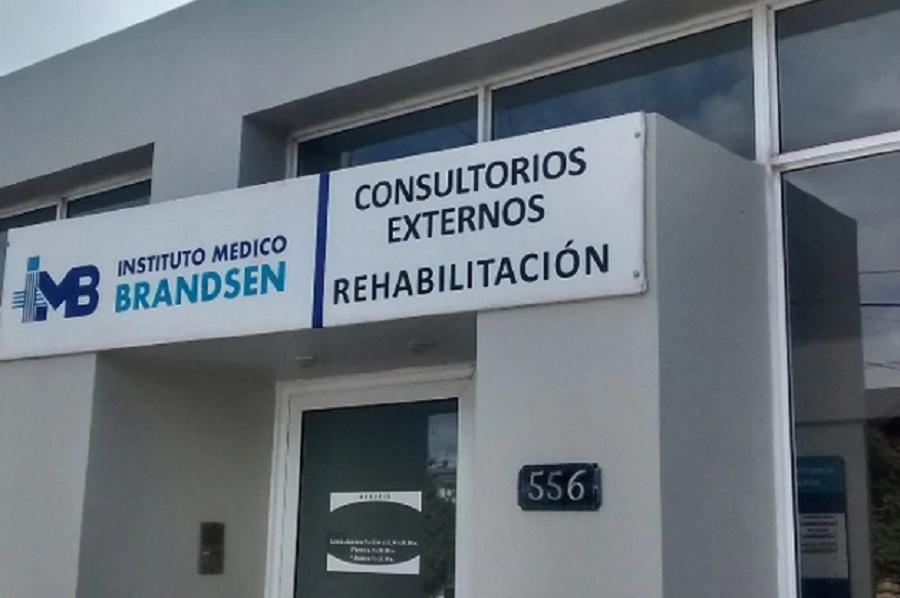 IMB
INSTITUTO MEDICO
BRANDSEN
CONSULTORIOS
EXTERNOS
REHABILITACIÓN
556